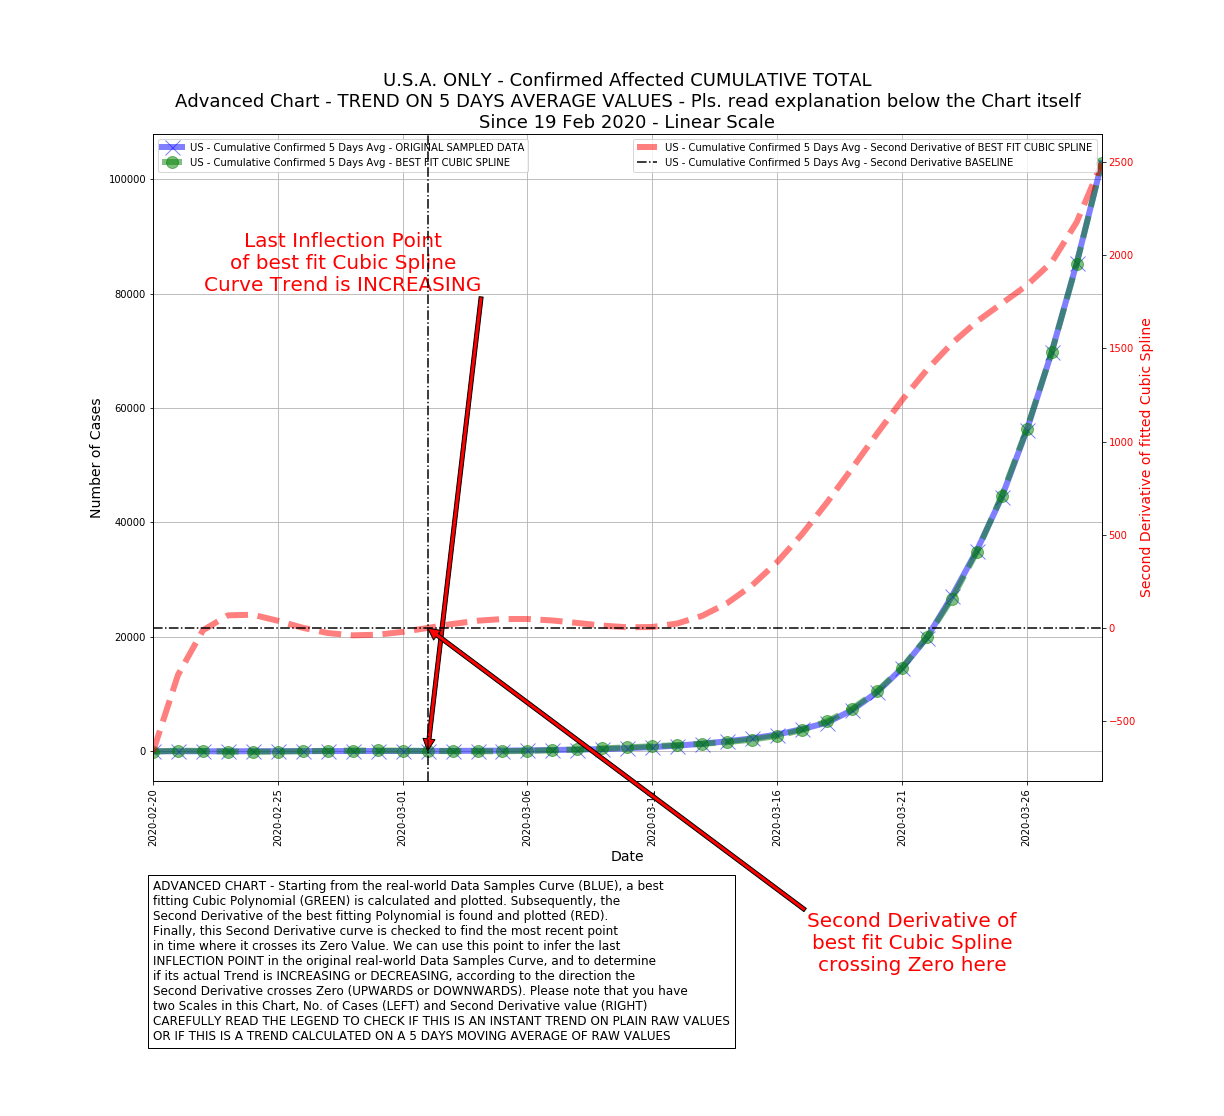 U.S.A. ONLY - Confirmed Affected CUMULATIVE TOTAL
Advanced Chart - TREND ON 5 DAYS AVERAGE VALUES - Pls. read explanation below the Chart itself
Since 19 Feb 2020 - Linear Scale
US - Cumulative Confirmed 5 Days Avg - ORIGINAL SAMPLED DATA
US - Cumulative Confirmed 5 Days Avg - BEST FIT CUBIC SPLINE
US - Cumulative Confirmed 5 Days Avg - Second Derivative of BEST FIT CUBIC SPLINE
US - Cumulative Confirmed 5 Days Avg - Second Derivative BASELINE
Last Inflection Point
of best fit Cubic Spline
Curve Trend is INCREASING
Number of Cases
100000
80000
60000
40000
20000
0
2500
2000
1500
1000
500
0
−500
Second Derivative of fitted Cubic Spline
2020-02-20
2020-02-25
2020-03-01
2020-03-06
2020-03-11
2020-03-16
2020-03-21
2020-03-26
Date
Second Derivative of
best fit Cubic Spline
crossing Zero here
ADVANCED CHART - Starting from the real-world Data Samples Curve (BLUE), a best
fitting Cubic Polynomial (GREEN) is calculated and plotted. Subsequently, the
Second Derivative of the best fitting Polynomial is found and plotted (RED).
Finally, this Second Derivative curve is checked to find the most recent point
in time where it crosses its Zero Value. We can use this point to infer the last
INFLECTION POINT in the original real-world Data Samples Curve, and to determine
if its actual Trend is INCREASING or DECREASING, according to the direction the
Second Derivative crosses Zero (UPWARDS or DOWNWARDS). Please note that you have
two Scales in this Chart, No. of Cases (LEFT) and Second Derivative value (RIGHT)
CAREFULLY READ THE LEGEND TO CHECK IF THIS IS AN INSTANT TREND ON PLAIN RAW VALUES
OR IF THIS IS A TREND CALCULATED ON A 5 DAYS MOVING AVERAGE OF RAW VALUES